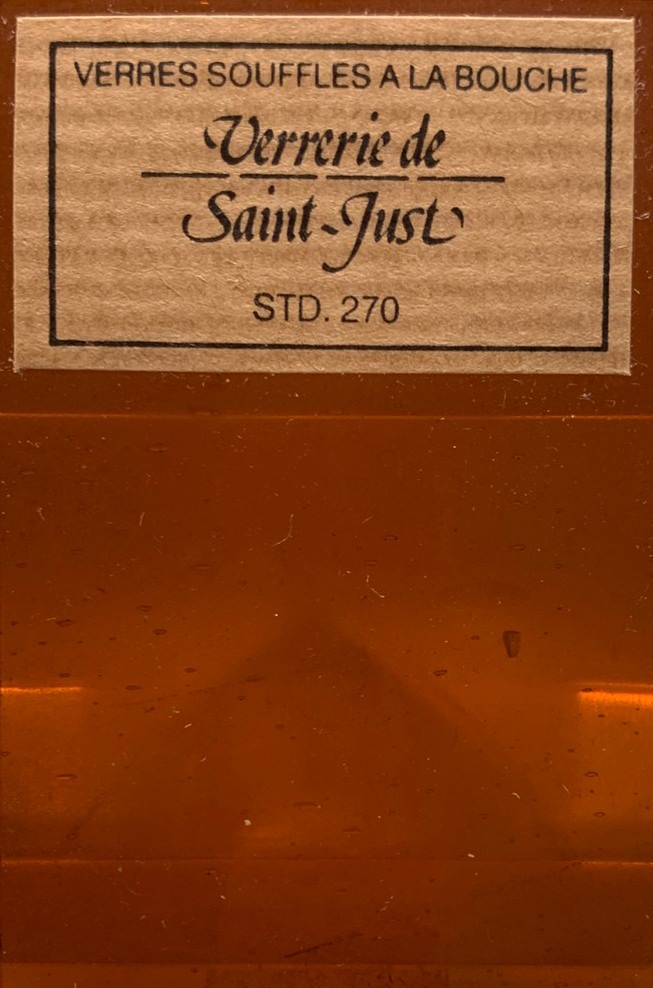 VERRES SOUFFLES A LA BOUCHE
Verrerie de
Saint-Just
STD. 270